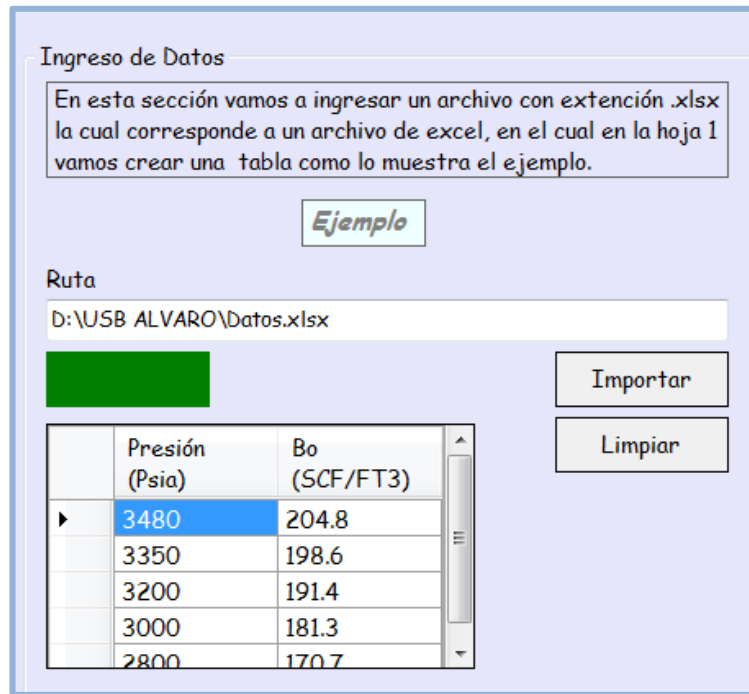 Ingreso de Datos
En esta sección vamos a ingresar un archivo con extención .xlsx
la cual corresponde a un archivo de excel, en el cual en la hoja 1
vamos crear una tabla como lo muestra el ejemplo.
Ejemplo
Ruta
D:\USB ALVARO\Datos.xlsx
Importar
Limpiar
Presión Bo
(Psia) (SCF/FT3)
3480 204.8
3350 198.6
3200 191.4
3000 181.3
2800 170.7